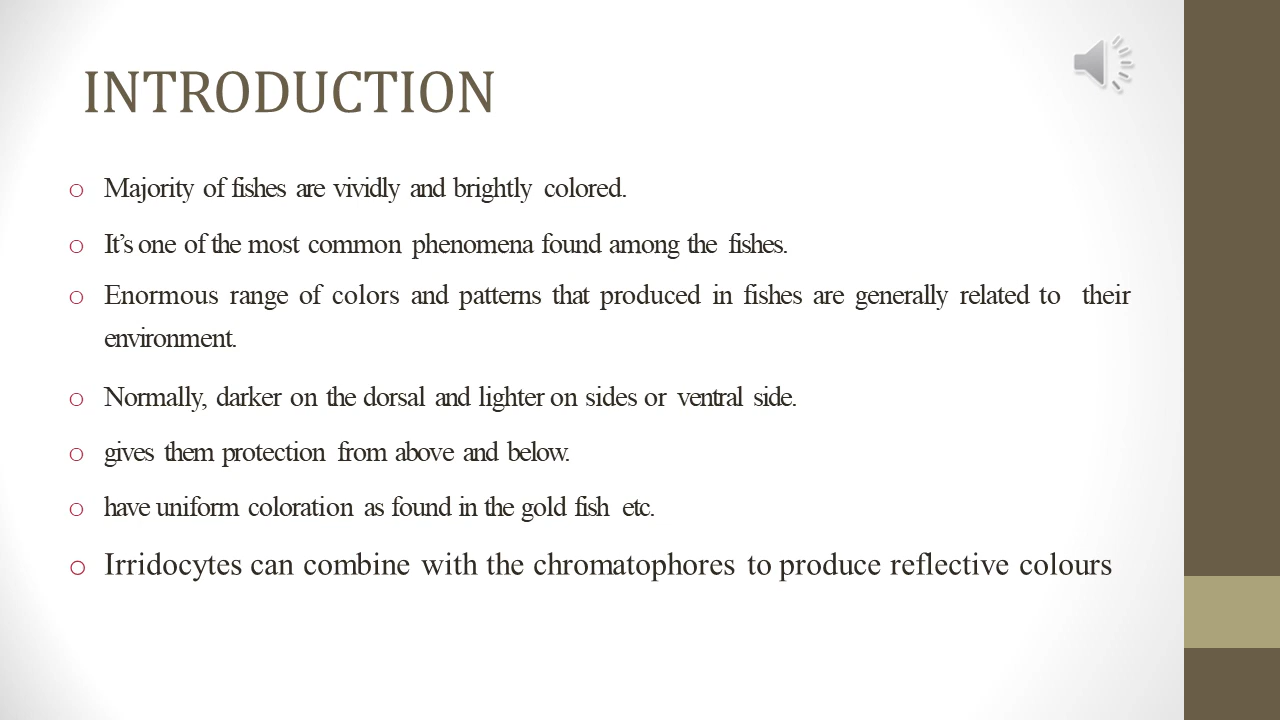 INTRODUCTION
o Majority of fishes are vividly and brightly colored.
o It’s one of the most common phenomena found among the fishes.
o Enormous range of colors and patterns that produced in fishes are generally related to their
environment.
o Normally, darker on the dorsal and lighter on sides or ventral side.
o gives them protection from above and below.
o have uniform coloration as found in the gold fish etc.
o Irridocytes can combine with the chromatophores to produce reflective colours